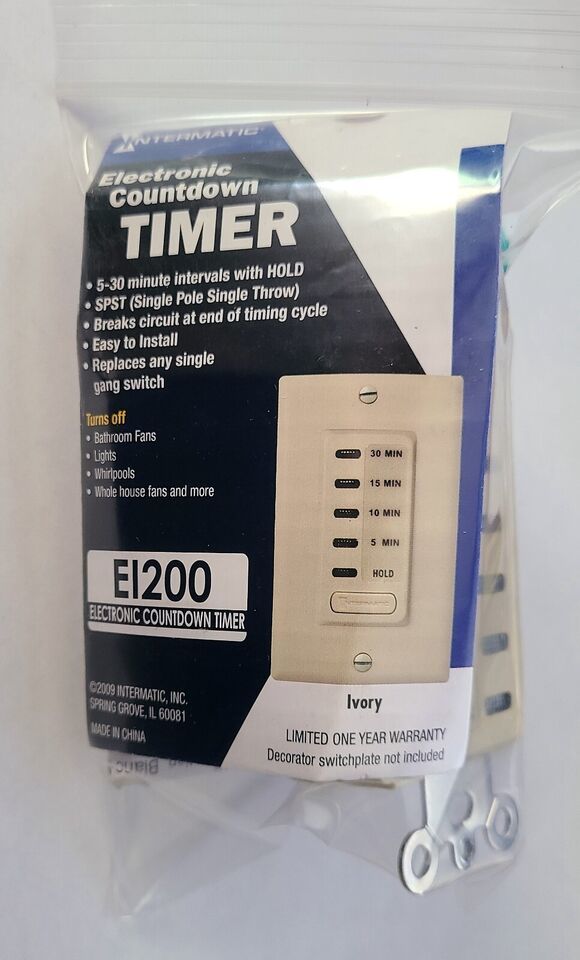 INTERMATIC
Electronic
Countdown
TIMER
• 5-30 minute intervals with HOLD
• SPST (Single Pole Single Throw)
• Breaks circuit at end of timing cycle
• Easy to Install
• Replaces any single
gang switch
Turns off
• Bathroom Fans
• Lights
• Whirlpools
• Whole house fans and more
30 MIN
15 MIN
10 MIN
5 MIN
HOLD
INTERMATIC
EI200
ELECTRONIC COUNTDOWN TIMER
©2009 INTERMATIC, INC.
SPRING GROVE, IL 60081
MADE IN CHINA
Ivory
LIMITED ONE YEAR WARRANTY
Decorator switchplate not included